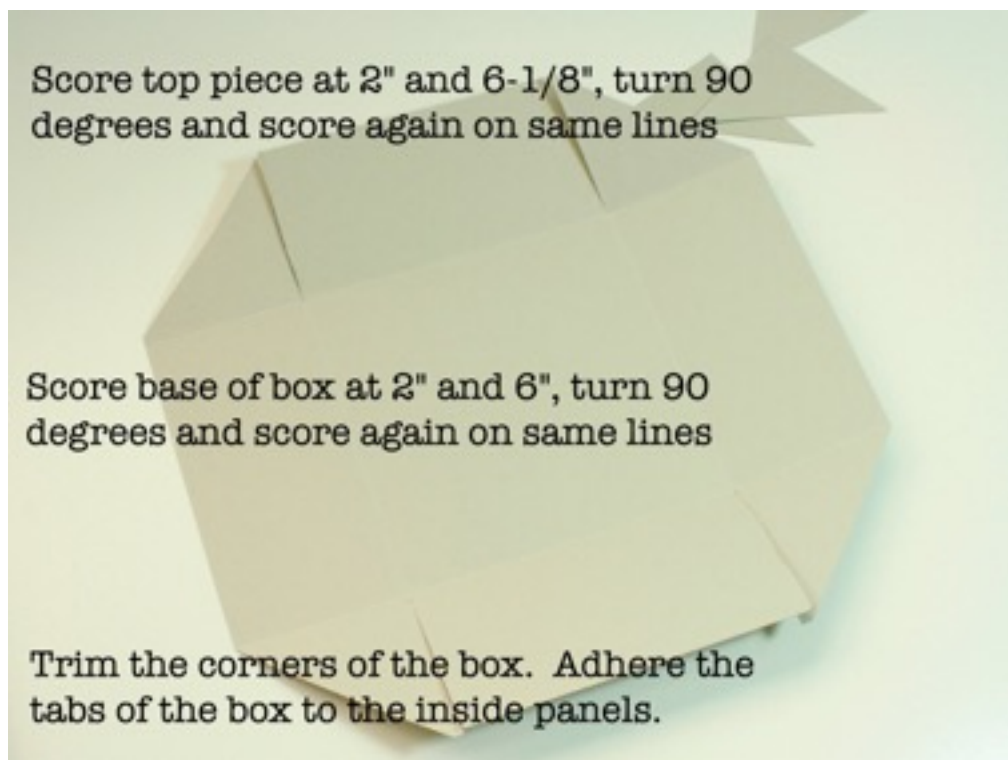 Score top piece at 2" and 6-1/8", turn 90
degrees and score again on same lines
Score base of box at 2" and 6", turn 90
degrees and score again on same lines
Trim the corners of the box.  Adhere the
tabs of the box to the inside panels.